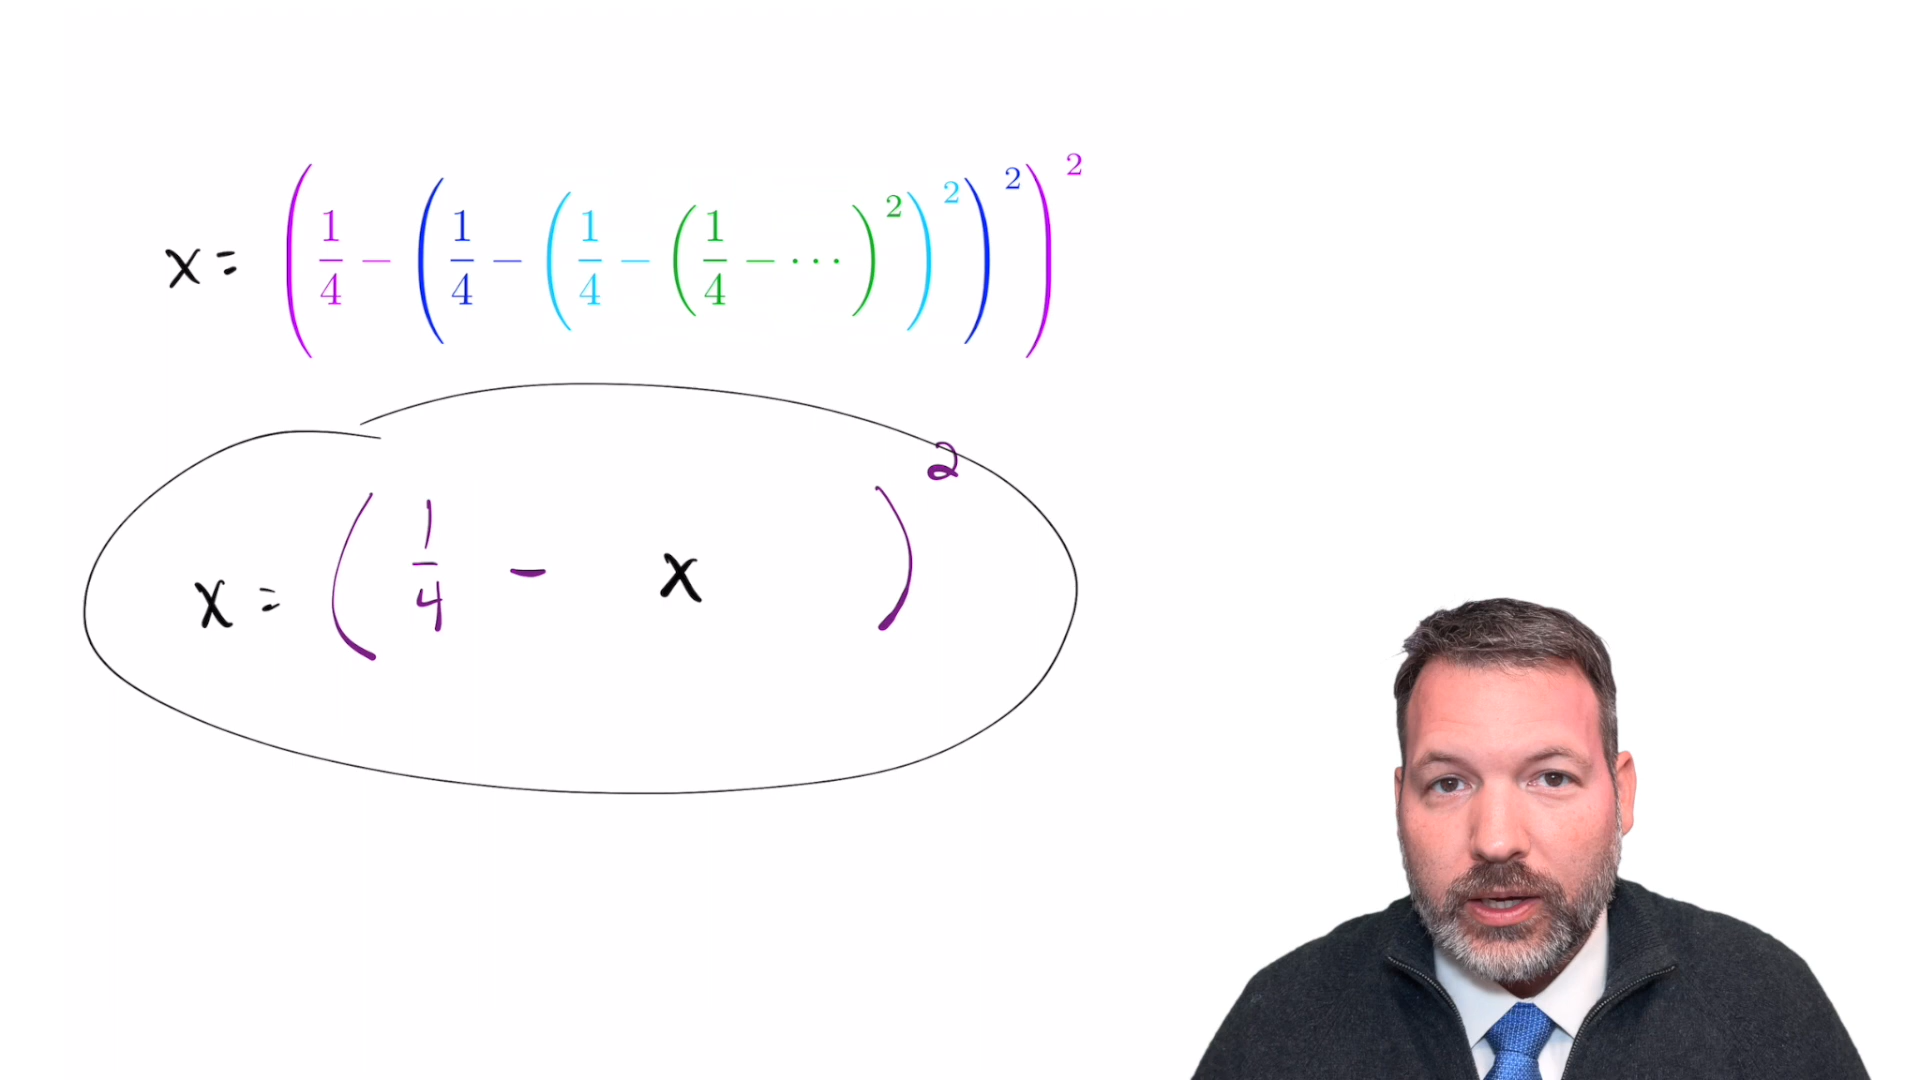 x = (1/4 − (1/4 − (1/4 − (1/4 − ⋯)²)²)²)²
x = (1/4 − x)²